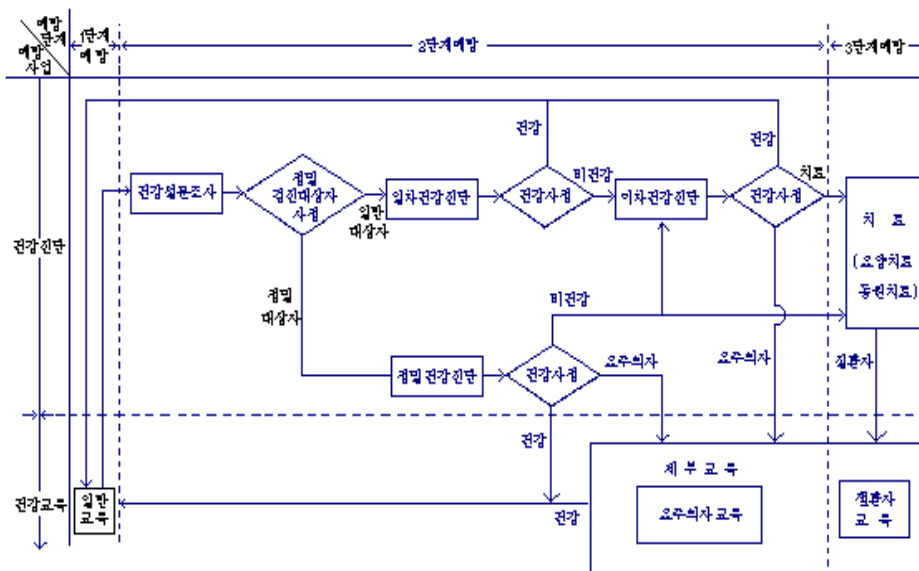 예방
단계
예방
사업
1단계
예방
2단계예방
3단계예방
건강
건강
건강설문조사
정밀
검진대상자
사정
일반
대상자
일차건강진단
건강사정
비건강
이차건강진단
건강사정
치료
치 료
(요양치료
통원치료)
건강진단
정밀
대상자
비건강
정밀건강진단
건강사정
요주의자
요주의자
질환자
건강
세부교육
건강교육
일반
교육
건강
요주의자교육
질환자
교 육